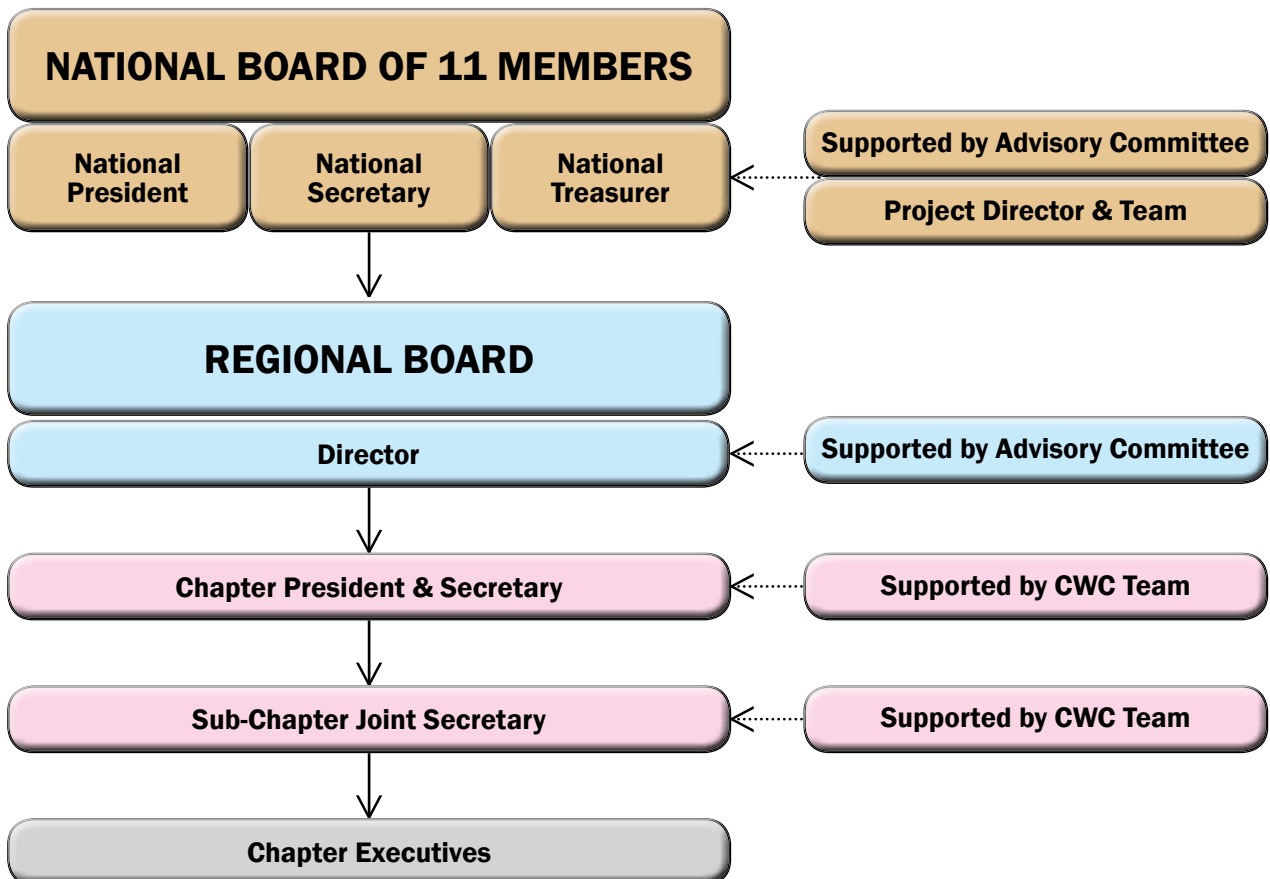 NATIONAL BOARD OF 11 MEMBERS
National
President
National
Secretary
National
Treasurer
Supported by Advisory Committee
Project Director & Team
REGIONAL BOARD
Director
Supported by Advisory Committee
Chapter President & Secretary
Supported by CWC Team
Sub-Chapter Joint Secretary
Supported by CWC Team
Chapter Executives